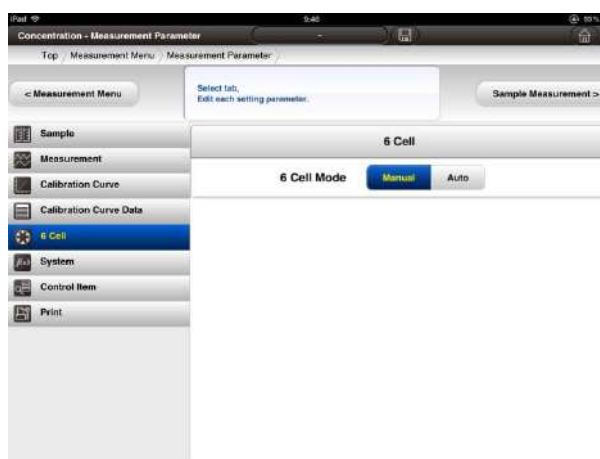 iPad 5:46 99%
Concentration - Measurement Parameter -
Top / Measurement Menu / Measurement Parameter
< Measurement Menu
Select tab,
Edit each setting parameter.
Sample Measurement >
Sample
Measurement
Calibration Curve
Calibration Curve Data
6 Cell
System
Control Item
Print
6 Cell
6 Cell Mode Manual Auto